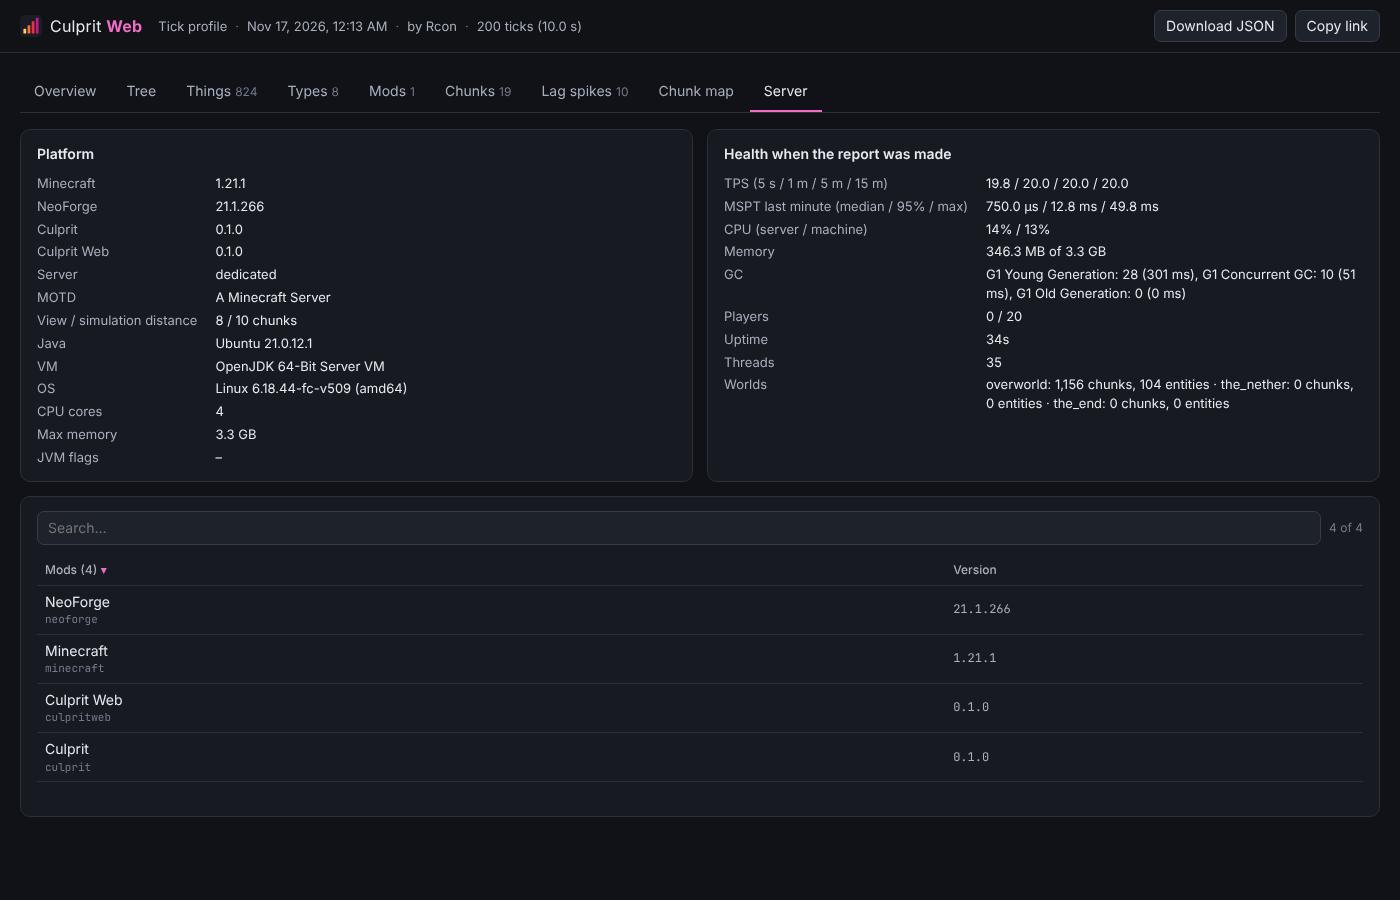 Culprit Web Tick profile · Nov 17, 2026, 12:13 AM · by Rcon · 200 ticks (10.0 s) Download JSON Copy link
Overview Tree Things 824 Types 8 Mods 1 Chunks 19 Lag spikes 10 Chunk map Server
Platform
Minecraft 1.21.1
NeoForge 21.1.266
Culprit 0.1.0
Culprit Web 0.1.0
Server dedicated
MOTD A Minecraft Server
View / simulation distance 8 / 10 chunks
Java Ubuntu 21.0.12.1
VM OpenJDK 64-Bit Server VM
OS Linux 6.18.44-fc-v509 (amd64)
CPU cores 4
Max memory 3.3 GB
JVM flags –
Health when the report was made
TPS (5 s / 1 m / 5 m / 15 m) 19.8 / 20.0 / 20.0 / 20.0
MSPT last minute (median / 95% / max) 750.0 µs / 12.8 ms / 49.8 ms
CPU (server / machine) 14% / 13%
Memory 346.3 MB of 3.3 GB
GC G1 Young Generation: 28 (301 ms), G1 Concurrent GC: 10 (51
ms), G1 Old Generation: 0 (0 ms)
Players 0 / 20
Uptime 34s
Threads 35
Worlds overworld: 1,156 chunks, 104 entities · the_nether: 0 chunks,
0 entities · the_end: 0 chunks, 0 entities
Search... 4 of 4
Mods (4) ▼ Version
NeoForge
neoforge 21.1.266
Minecraft
minecraft 1.21.1
Culprit Web
culpritweb 0.1.0
Culprit
culprit 0.1.0